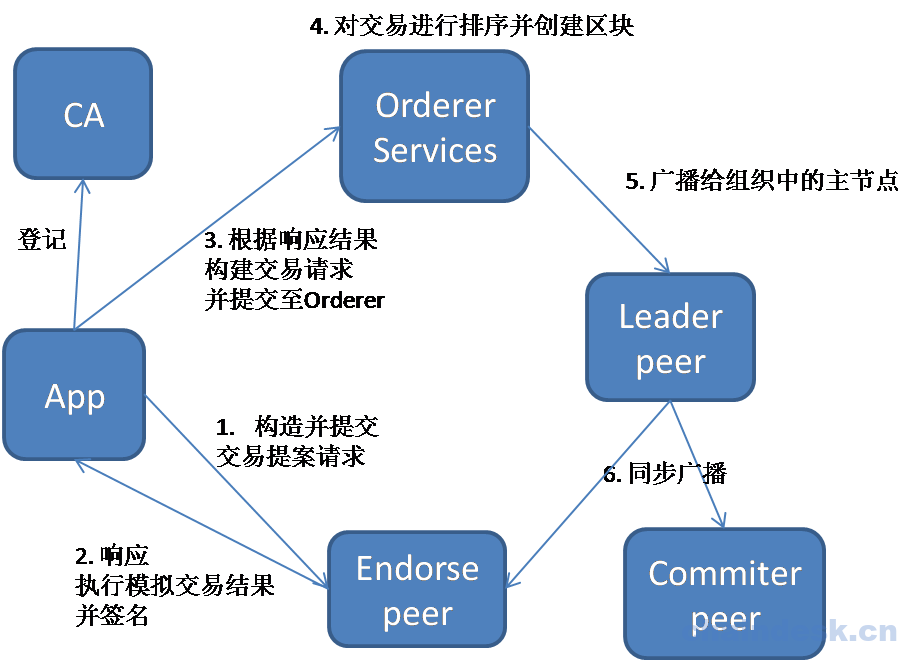 4. 对交易进行排序并创建区块
CA
Orderer
Services
5. 广播给组织中的主节点
登记
3. 根据响应结果
构建交易请求
并提交至Orderer
Leader
peer
App
1. 构造并提交
交易提案请求
6. 同步广播
2. 响应
执行模拟交易结果
并签名
Endorse
peer
Commiter
peer